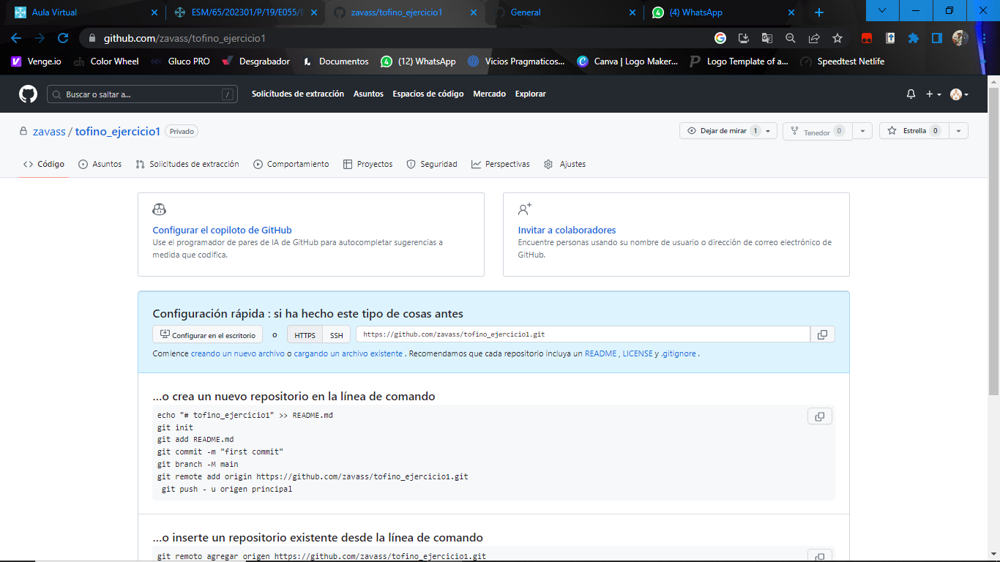 Aula Virtual
ESM/65/202301/P/19/E055/E
zavass/tofino_ejercicio1
General
(4) WhatsApp
github.com/zavass/tofino_ejercicio1
Venge.io
Color Wheel
Gluco PRO
Desgrabador
Documentos
(12) WhatsApp
Vicios Pragmaticos...
Canva | Logo Maker...
Logo Template of a...
Speedtest Netlife
Buscar o saltar a...
/
Solicitudes de extracción
Asuntos
Espacios de código
Mercado
Explorar
zavass / tofino_ejercicio1
Privado
Dejar de mirar 1
Tenedor 0
Estrella 0
Código
Asuntos
Solicitudes de extracción
Comportamiento
Proyectos
Seguridad
Perspectivas
Ajustes
Configurar el copiloto de GitHub
Use el programador de pares de IA de GitHub para autocompletar sugerencias a
medida que codifica.
Invitar a colaboradores
Encuentre personas usando su nombre de usuario o dirección de correo electrónico de
GitHub.
Configuración rápida : si ha hecho este tipo de cosas antes
Configurar en el escritorio
o
HTTPS
SSH
https://github.com/zavass/tofino_ejercicio1.git
Comience creando un nuevo archivo o cargando un archivo existente . Recomendamos que cada repositorio incluya un README , LICENSE y .gitignore .
...o crea un nuevo repositorio en la línea de comando
echo "# tofino_ejercicio1" >> README.md
git init
git add README.md
git commit -m "first commit"
git branch -M main
git remote add origin https://github.com/zavass/tofino_ejercicio1.git
git push - u origen principal
...o inserte un repositorio existente desde la línea de comando
git remoto agregar origen https://github.com/zavass/tofino_ejercicio1.git